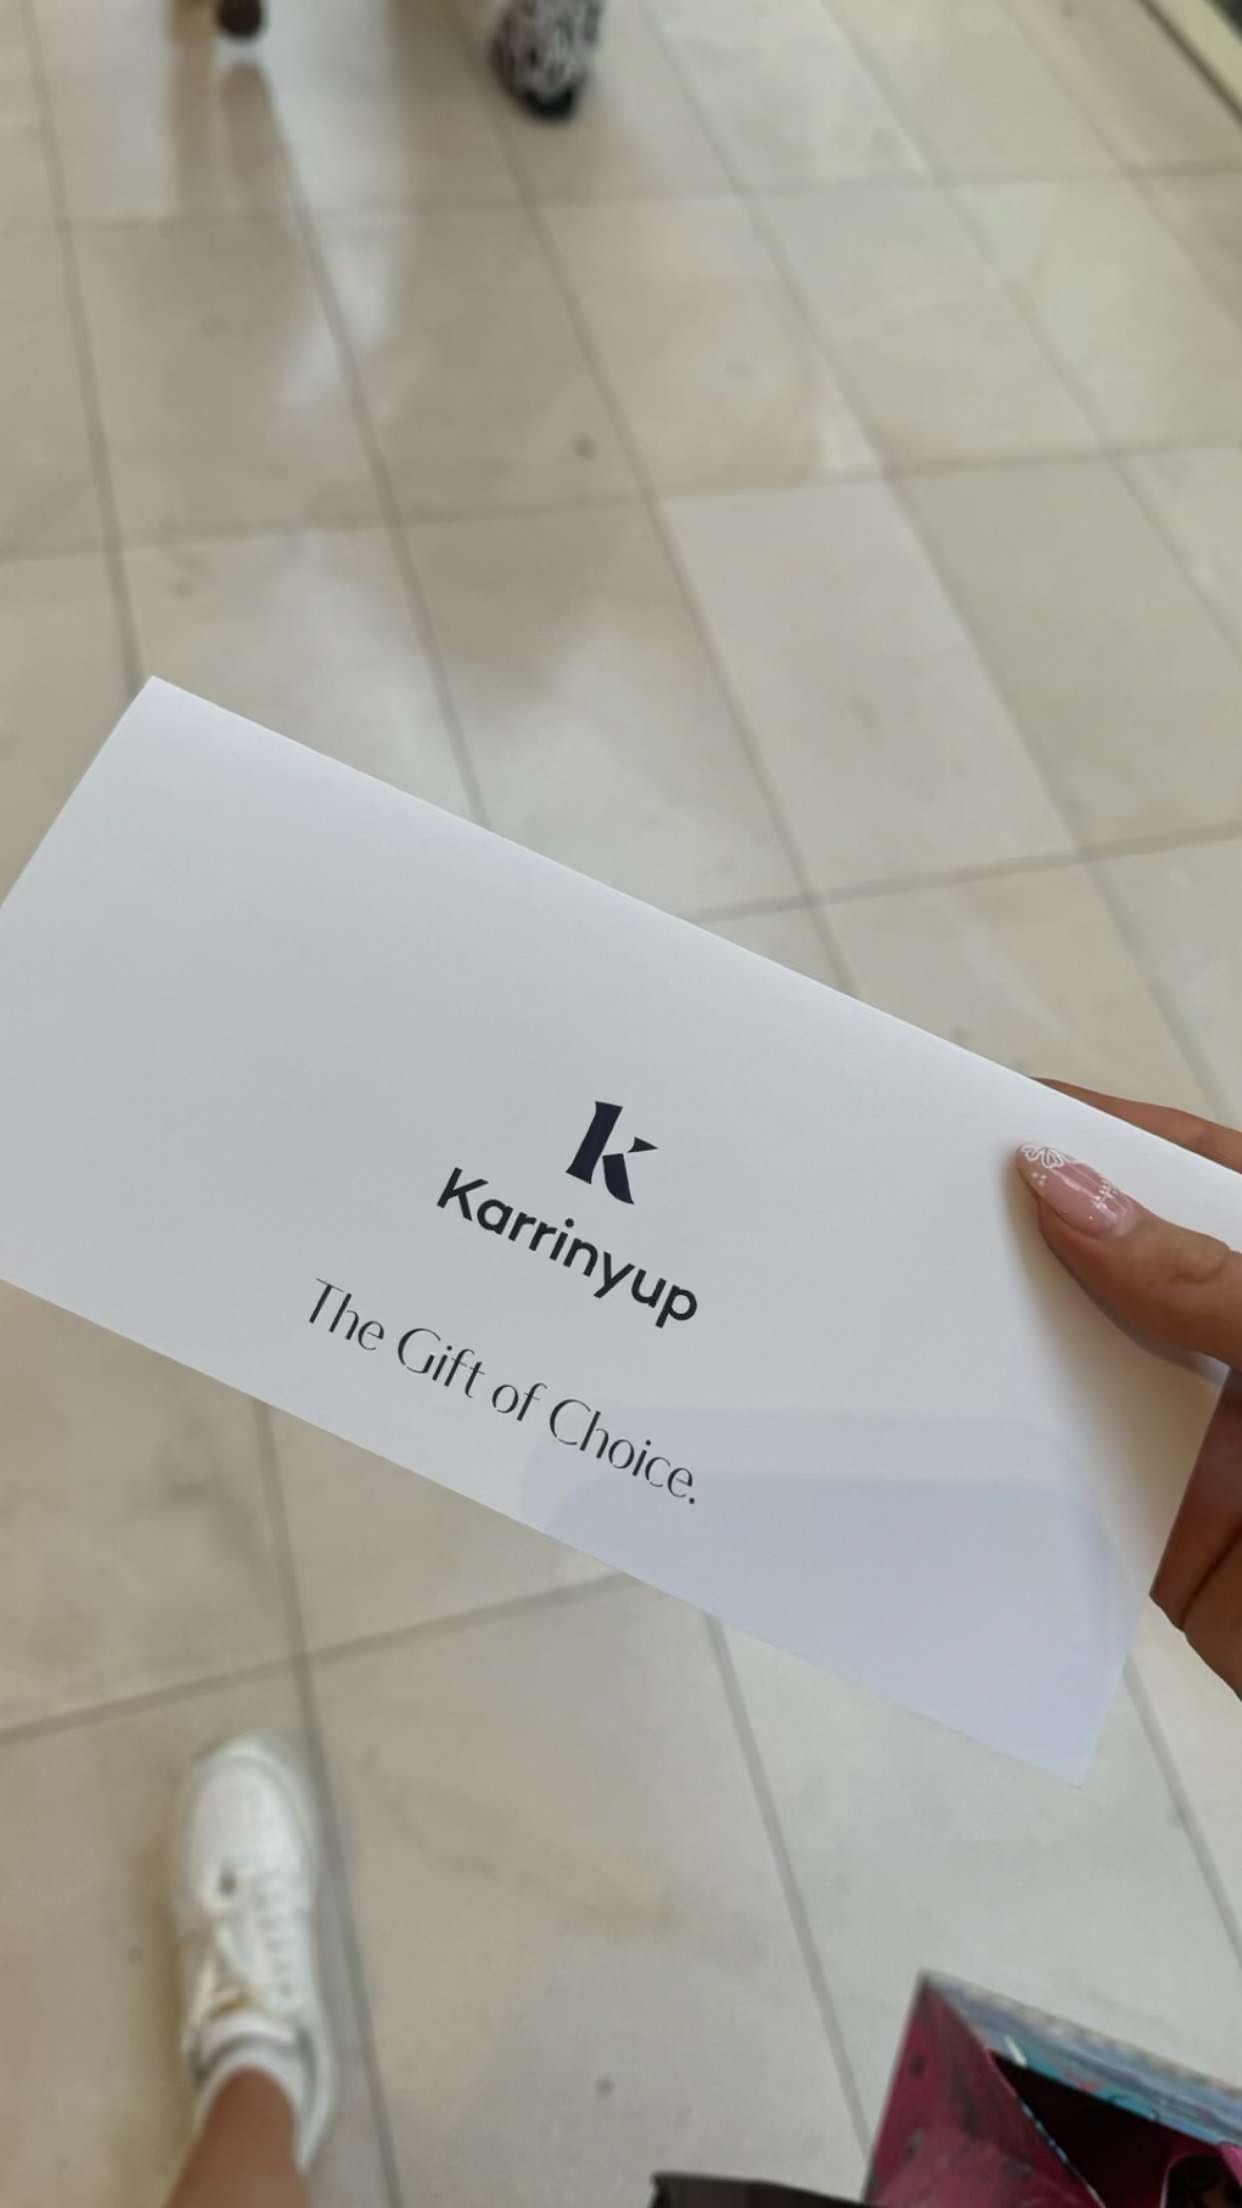 k
Karrinyup
The Gift of Choice.